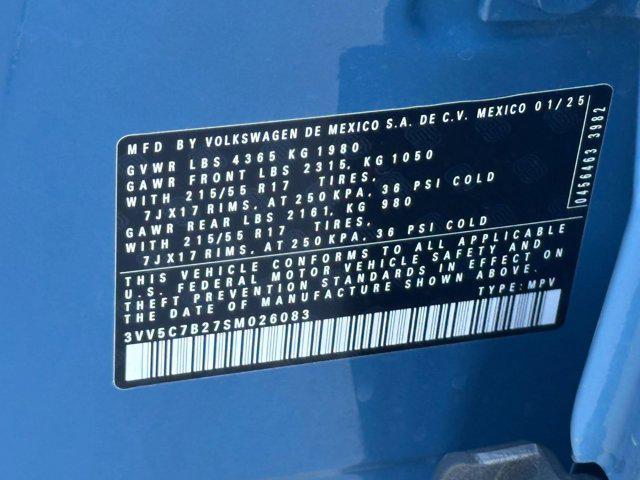 MFD BY VOLKSWAGEN DE MEXICO S.A. DE C.V. MEXICO 01/25
GVWR LBS 4365 KG 1980
GAWR FRONT LBS 2315, KG 1050
WITH 215/55 R17 TIRES,
7JX17 RIMS, AT 250 KPA, 36 PSI COLD
GAWR REAR LBS 2161, KG 980
WITH 215/55 R17 TIRES,
7JX17 RIMS, AT 250 KPA, 36 PSI COLD
THIS VEHICLE CONFORMS TO ALL APPLICABLE
U.S. FEDERAL MOTOR VEHICLE SAFETY AND
THEFT PREVENTION STANDARDS IN EFFECT ON
THE DATE OF MANUFACTURE SHOWN ABOVE.
3VV5C7B27SM026083 TYPE: MPV
0456463 3982